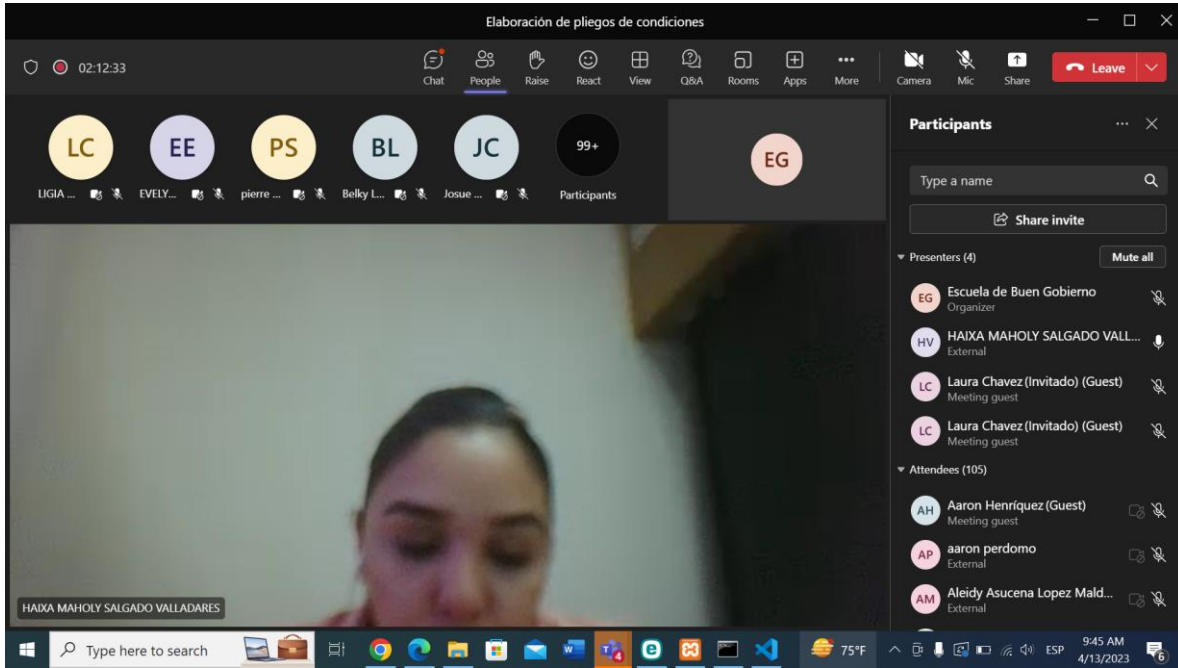 Elaboración de pliegos de condiciones
02:12:33
Chat
People
Raise
React
View
Q&A
Rooms
Apps
More
Camera
Mic
Share
Leave
LC
EE
PS
BL
JC
99+
EG
LIGIA ...
EVELY...
pierre ...
Belky L...
Josue ...
Participants
HAIXA MAHOLY SALGADO VALLADARES
Participants
Type a name
Share invite
Presenters (4)
Mute all
EG
Escuela de Buen Gobierno
Organizer
HV
HAIXA MAHOLY SALGADO VALL...
External
LC
Laura Chavez (Invitado) (Guest)
Meeting guest
LC
Laura Chavez (Invitado) (Guest)
Meeting guest
Attendees (105)
AH
Aaron Henríquez (Guest)
Meeting guest
AP
aaron perdomo
External
AM
Aleidy Asucena Lopez Mald...
External
Type here to search
4
75°F
ESP
9:45 AM
4/13/2023
6